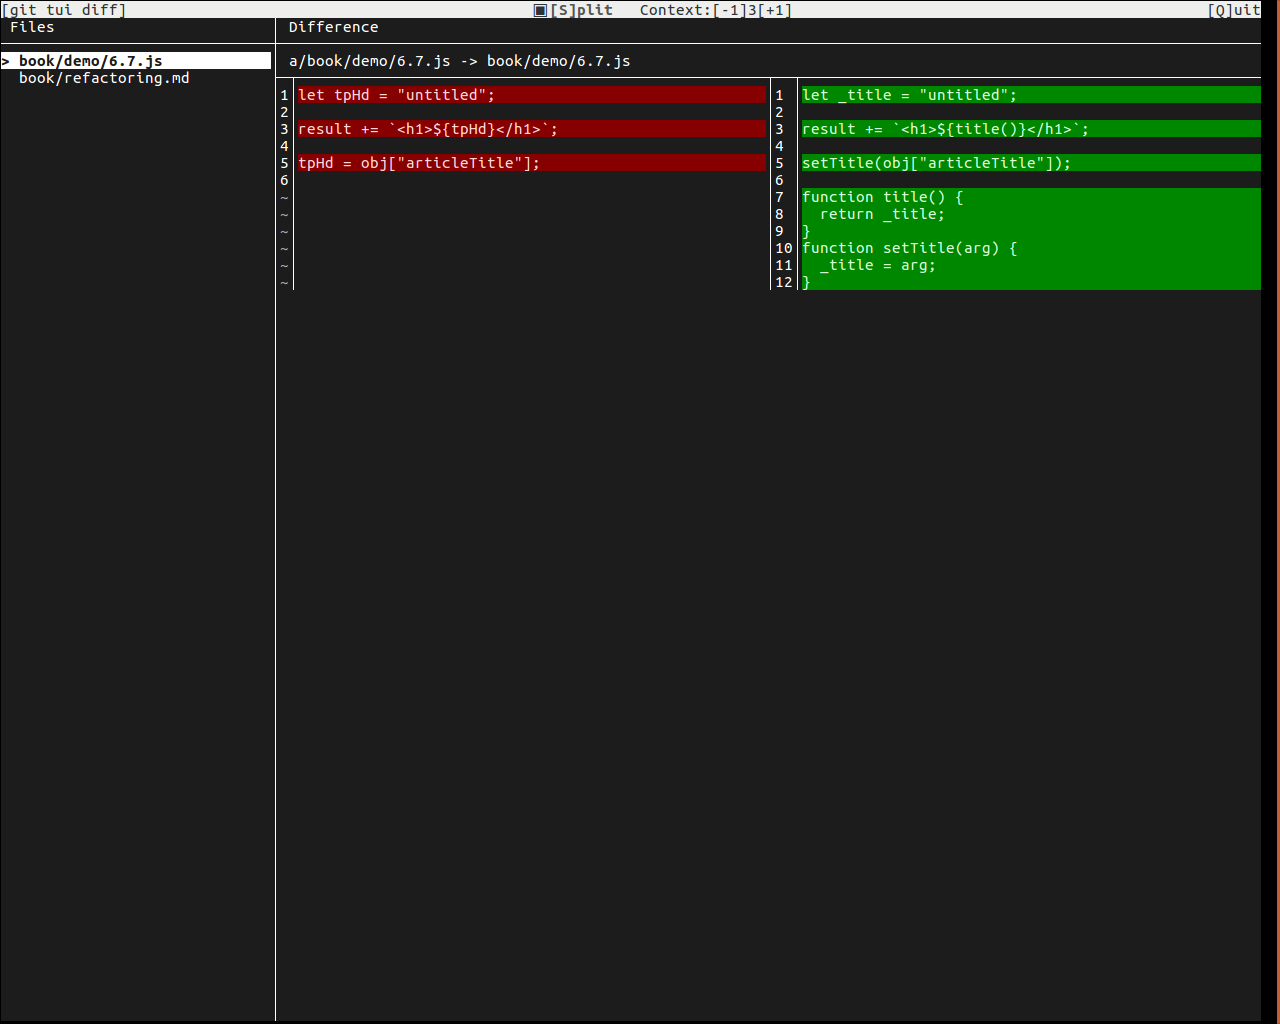 [git tui diff] ▣[S]plit Context:[-1]3[+1] [Q]uit
Files
> book/demo/6.7.js
book/refactoring.md
Difference
a/book/demo/6.7.js -> book/demo/6.7.js
1 let tpHd = "untitled";
2
3 result += `<h1>${tpHd}</h1>`;
4
5 tpHd = obj["articleTitle"];
6
~
~
~
~
~
~
1 let _title = "untitled";
2
3 result += `<h1>${title()}</h1>`;
4
5 setTitle(obj["articleTitle"]);
6
7 function title() {
8   return _title;
9 }
10 function setTitle(arg) {
11   _title = arg;
12 }